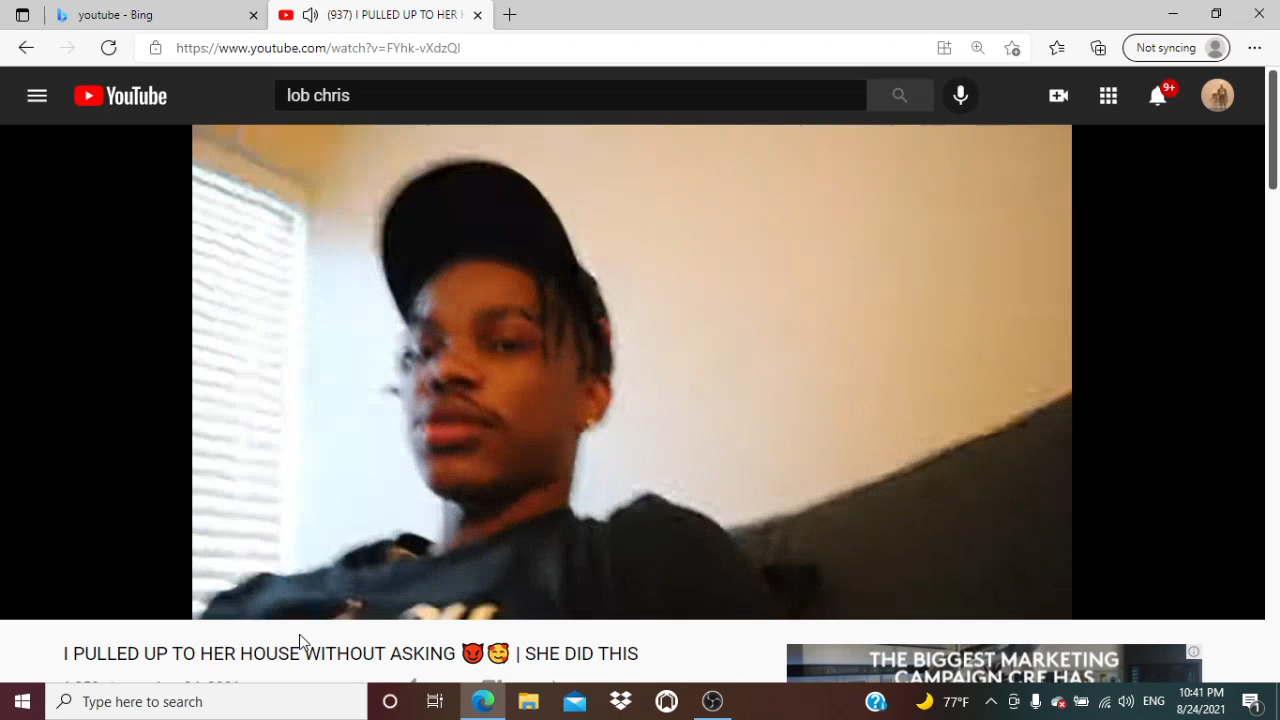 youtube - Bing
(937) I PULLED UP TO HER H
https://www.youtube.com/watch?v=FYhk-vXdzQI
Not syncing
YouTube
lob chris
9+
I PULLED UP TO HER HOUSE WITHOUT ASKING 😈🥰 | SHE DID THIS
THE BIGGEST MARKETING
CAMPAIGN CRE HAS
Type here to search
77°F
ENG
10:41 PM
8/24/2021
1